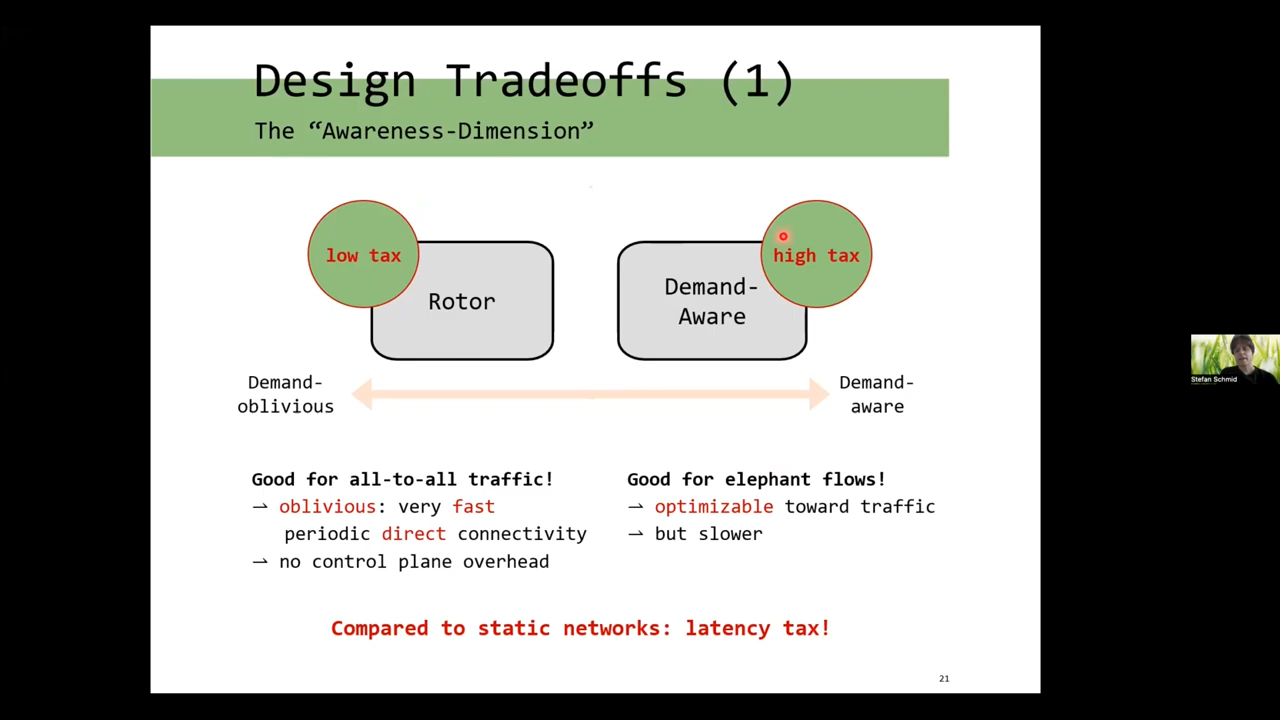 Design Tradeoffs (1)
The “Awareness-Dimension”
low tax
high tax
Rotor
Demand-
Aware
Demand-
oblivious
Demand-
aware
Good for all-to-all traffic!
→ oblivious: very fast
periodic direct connectivity
→ no control plane overhead
Good for elephant flows!
→ optimizable toward traffic
→ but slower
Compared to static networks: latency tax!
21
Stefan Schmid